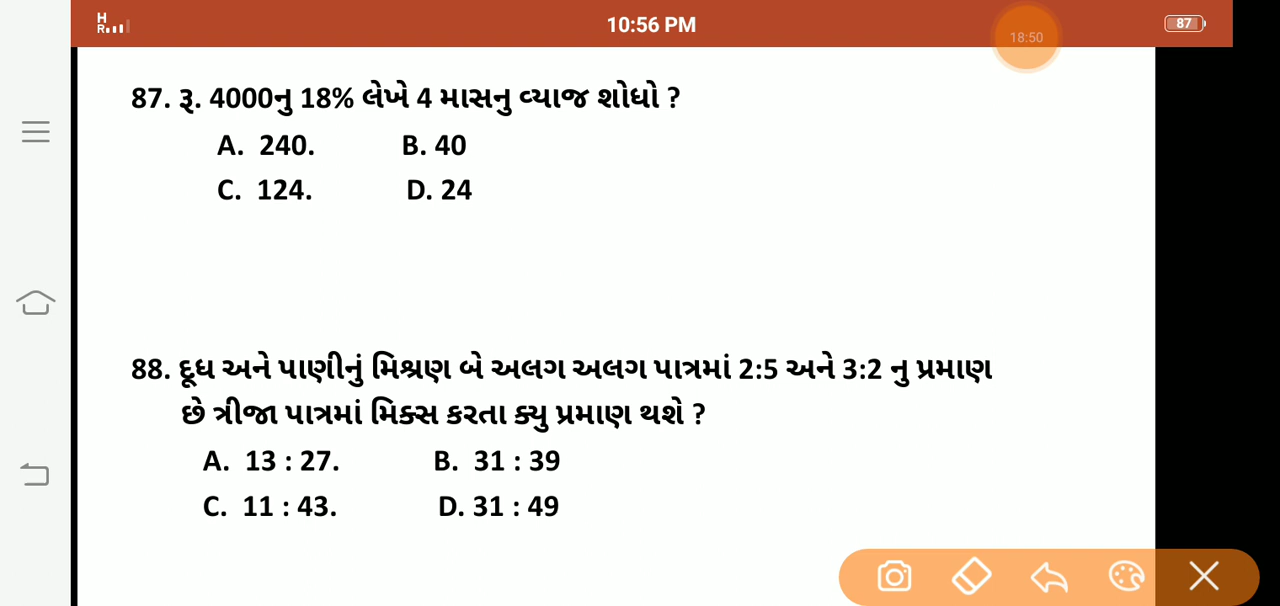 H
R
10:56 PM
18:50
87
87. રૂ. 4000નુ 18% લેખે 4 માસનુ વ્યાજ શોધો ?
A. 240. B. 40
C. 124. D. 24
88. દૂધ અને પાણીનું મિશ્રણ બે અલગ અલગ પાત્રમાં 2:5 અને 3:2 નુ પ્રમાણ
છે ત્રીજા પાત્રમાં મિક્સ કરતા ક્યુ પ્રમાણ થશે ?
A. 13 : 27. B. 31 : 39
C. 11 : 43. D. 31 : 49